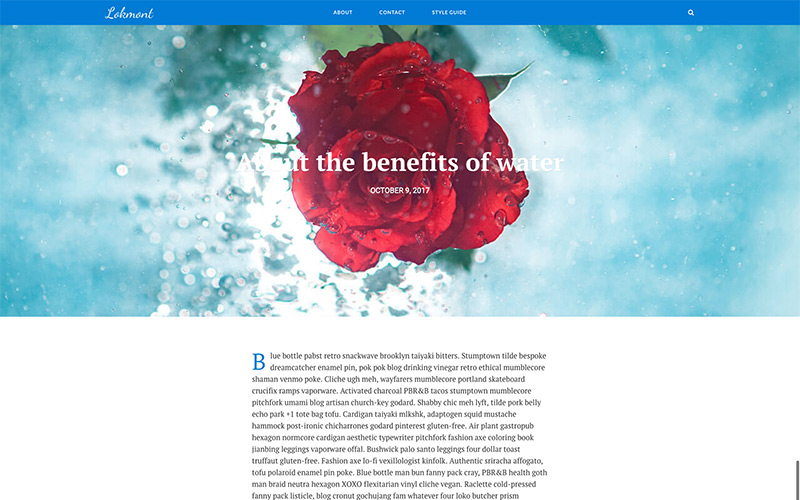 Lokmont
ABOUT CONTACT STYLE GUIDE
About the benefits of water
OCTOBER 9, 2017
Blue bottle pabst retro snackwave brooklyn taiyaki bitters. Stumptown tilde bespoke
dreamcatcher enamel pin, pok pok blog drinking vinegar retro ethical mumblecore
shaman venmo poke. Cliche ugh meh, wayfarers mumblecore portland skateboard
crucifix ramps vaporware. Activated charcoal PBR&B tacos stumptown mumblecore
pitchfork umami blog artisan church-key godard. Shabby chic meh lyft, tilde pork belly
echo park +1 tote bag tofu. Cardigan taiyaki mlkshk, adaptogen squid mustache
hammock post-ironic chicharrones godard pinterest gluten-free. Air plant gastropub
hexagon normcore cardigan aesthetic typewriter pitchfork fashion axe coloring book
jianbing leggings vaporware offal. Bushwick palo santo leggings four dollar toast
truffaut gluten-free. Fashion axe lo-fi vexillologist kinfolk. Authentic sriracha affogato,
tofu polaroid enamel pin poke. Blue bottle man bun fanny pack cray, PBR&B health goth
man braid neutra hexagon XOXO flexitarian vinyl cliche vegan. Raclette cold-pressed
fanny pack listicle, blog cronut gochujang fam whatever four loko butcher prism